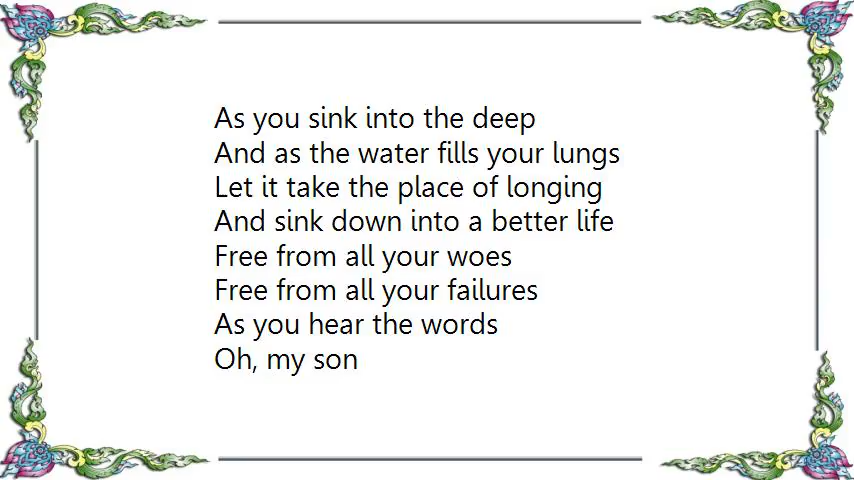 As you sink into the deep
And as the water fills your lungs
Let it take the place of longing
And sink down into a better life
Free from all your woes
Free from all your failures
As you hear the words
Oh, my son